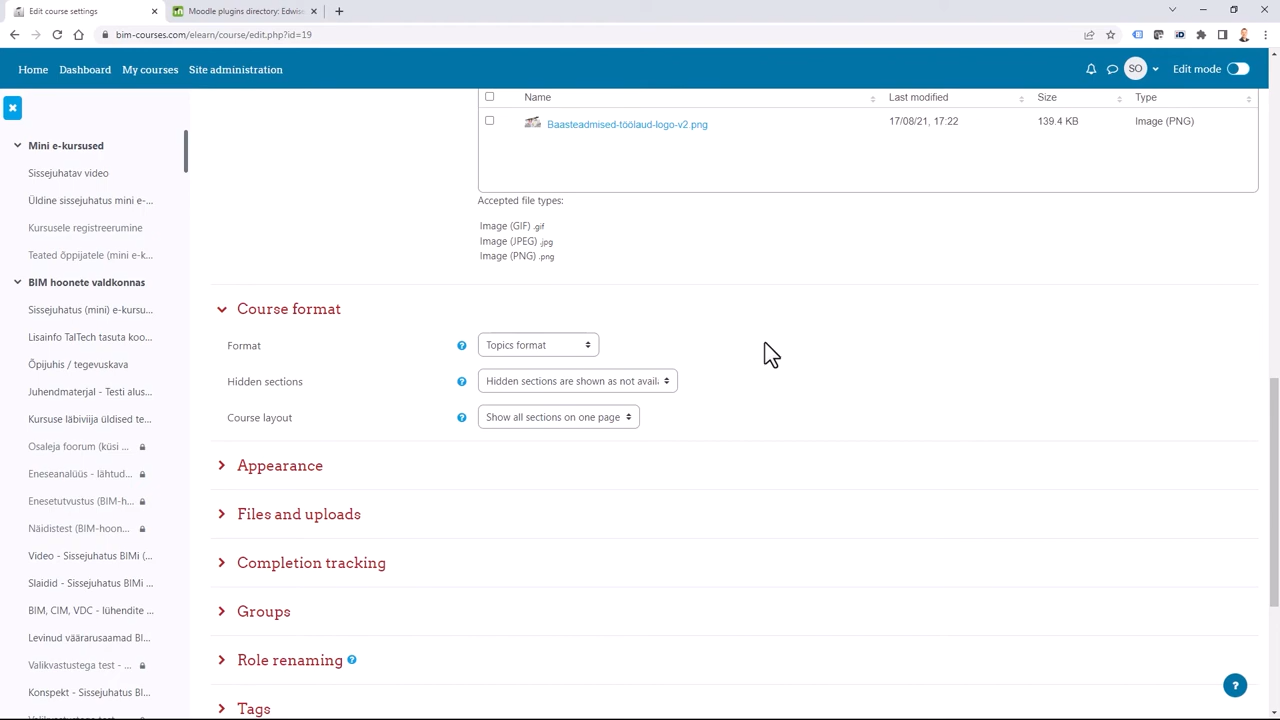 Edit course settings
Moodle plugins directory: Edwise
bim-courses.com/elearn/course/edit.php?id=19
Home Dashboard My courses Site administration SO Edit mode
Mini e-kursused
Sissejuhatav video
Üldine sissejuhatus mini e-...
Kursusele registreerumine
Teated õppijatele (mini e-k...
BIM hoonete valdkonnas
Sissejuhatus (mini) e-kursu...
Lisainfo TalTech tasuta koo...
Õpijuhis / tegevuskava
Juhendmaterjal - Testi alus...
Kursuse läbiviija üldised te...
Osaleja foorum (küsi ...
Eneseanalüüs - lähtud...
Enesetutvustus (BIM-h...
Näidistest (BIM-hoon...
Video - Sissejuhatus BIMi (...
Slaidid - Sissejuhatus BIMi ...
BIM, CIM, VDC - lühendite ...
Levinud väärarusaamad BI...
Valikvastustega test - ...
Konspekt - Sissejuhatus BI...
Name Last modified Size Type
Baasteadmised-töölaud-logo-v2.png 17/08/21, 17:22 139.4 KB Image (PNG)
Accepted file types:
Image (GIF) .gif
Image (JPEG) .jpg
Image (PNG) .png
Course format
Format ? Topics format
Hidden sections ? Hidden sections are shown as not avail.
Course layout ? Show all sections on one page
Appearance
Files and uploads
Completion tracking
Groups
Role renaming ?
Tags
?